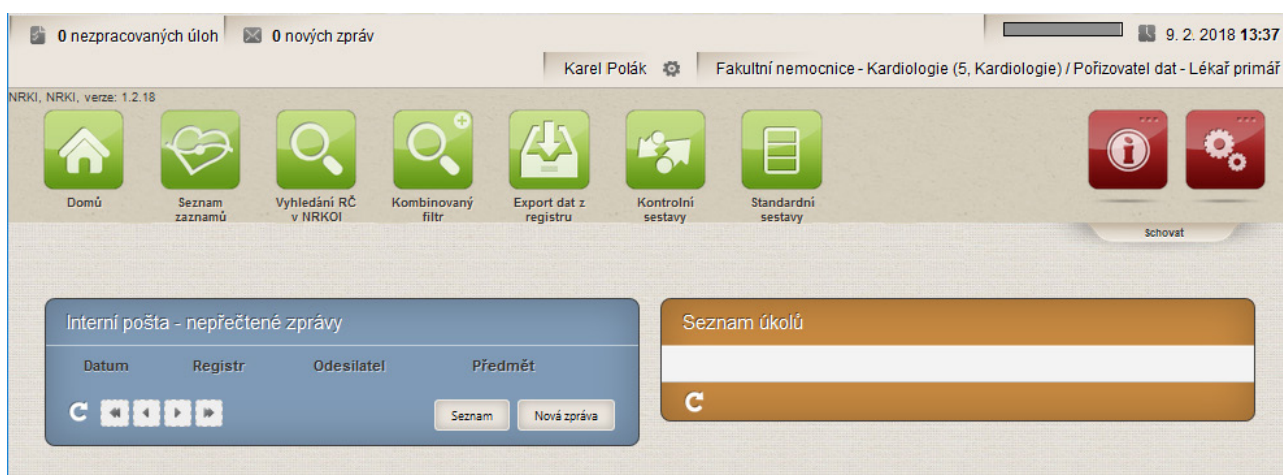 0 nezpracovaných úloh 0 nových zpráv 9. 2. 2018 13:37
Karel Polák Fakultní nemocnice - Kardiologie (5, Kardiologie) / Pořizovatel dat - Lékař primář
NRKI, NRKI, verze: 1.2.18
Domů Seznam Vyhledání RČ Kombinovaný Export dat z Kontrolní Standardní
zaznamů v NRKOI filtr registru sestavy sestavy
Schovat
Interní pošta - nepřečtené zprávy Seznam úkolů
Datum Registr Odesilatel Předmět
Seznam Nová zpráva